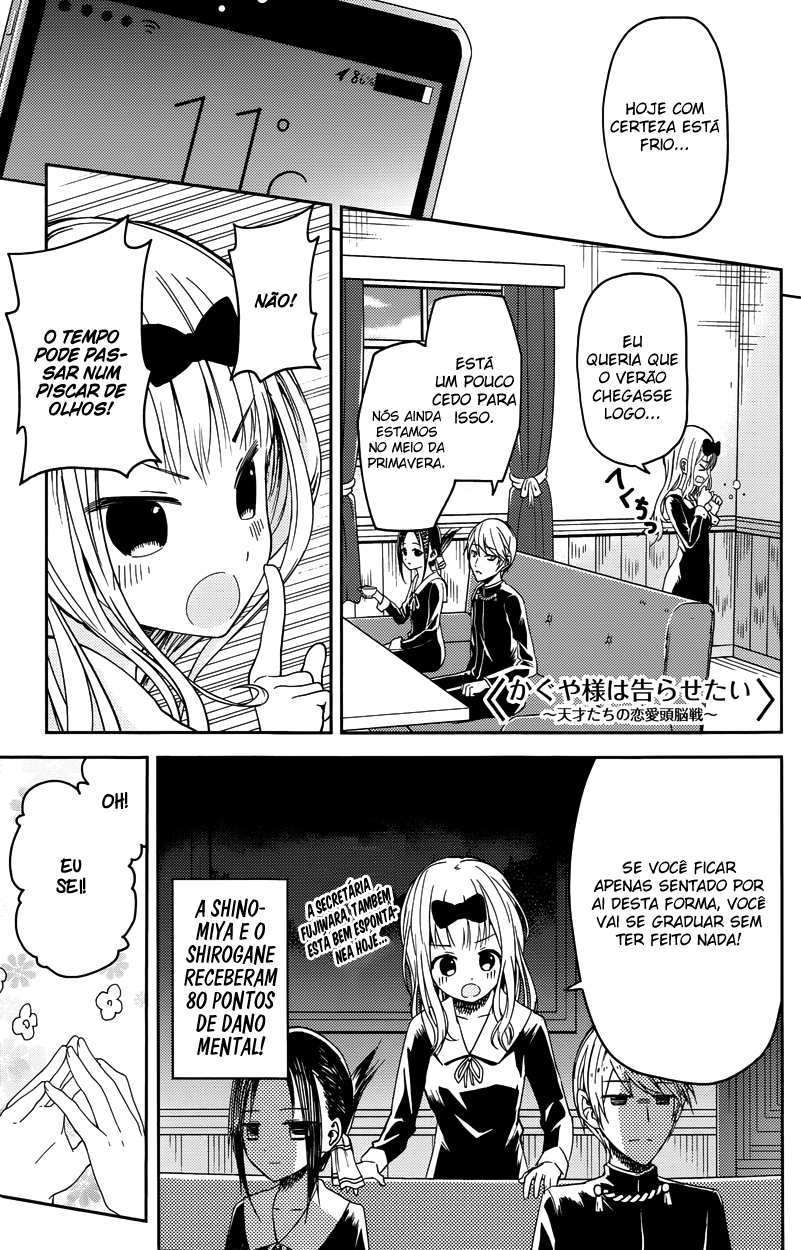 86%
11°
HOJE COM
CERTEZA ESTÁ
FRIO...
EU
QUERIA QUE
O VERÃO
CHEGASSE
LOGO...
へくちっ
ESTÁ
UM POUCO
CEDO PARA
ISSO.
NÓS AINDA
ESTAMOS
NO MEIO DA
PRIMAVERA.
かぐや様は告らせたい
～天才たちの恋愛頭脳戦～
NÃO!
O TEMPO
PODE PAS-
SAR NUM
PISCAR DE
OLHOS!
SE VOCÊ FICAR
APENAS SENTADO POR
AI DESTA FORMA, VOCÊ
VAI SE GRADUAR SEM
TER FEITO NADA!
A SECRETÁRIA
FUJIWARA, TAMBÉM
ESTÁ BEM ESPONTÂ-
NEA HOJE...
A SHINO-
MIYA E O
SHIROGANE
RECEBERAM
80 PONTOS
DE DANO
MENTAL!
OH!
EU
SEI!